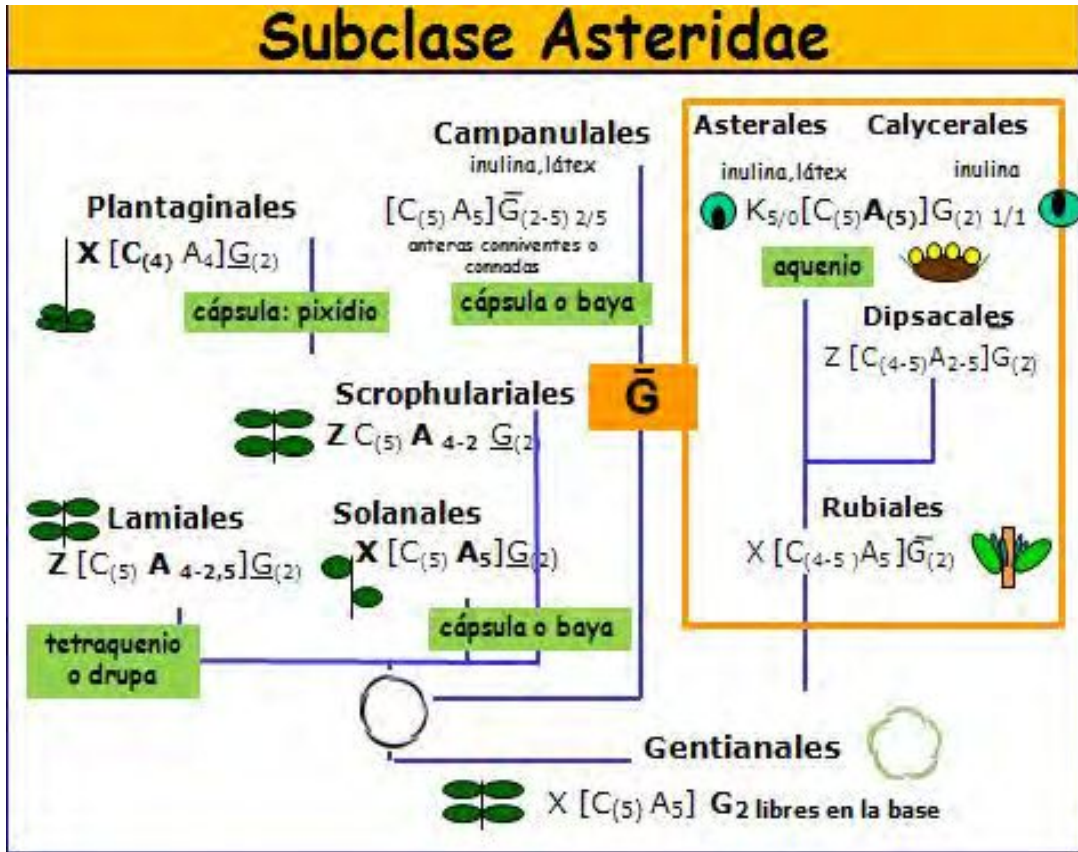 Subclase Asteridae
Campanulales
inulina,látex
[C(5) A5]G̅(2-5) 2/5
anteras conniventes o
connadas
cápsula o baya
Asterales Calycerales
inulina,látex inulina
K5/0[C(5)A(5)]G(2) 1/1
aquenio
Dipsacales
Z [C(4-5)A2-5]G̅(2)
Plantaginales
X [C(4) A4]G̲(2)
cápsula: pixidio
G̅
Scrophulariales
Z C(5) A 4-2 G̲(2)
Lamiales
Z [C(5) A 4-2,5]G̲(2)
tetraquenio
o drupa
Solanales
X [C(5) A5]G̲(2)
cápsula o baya
Rubiales
X [C(4-5)A5]G̅(2)
Gentianales
X [C(5) A5] G2 libres en la base